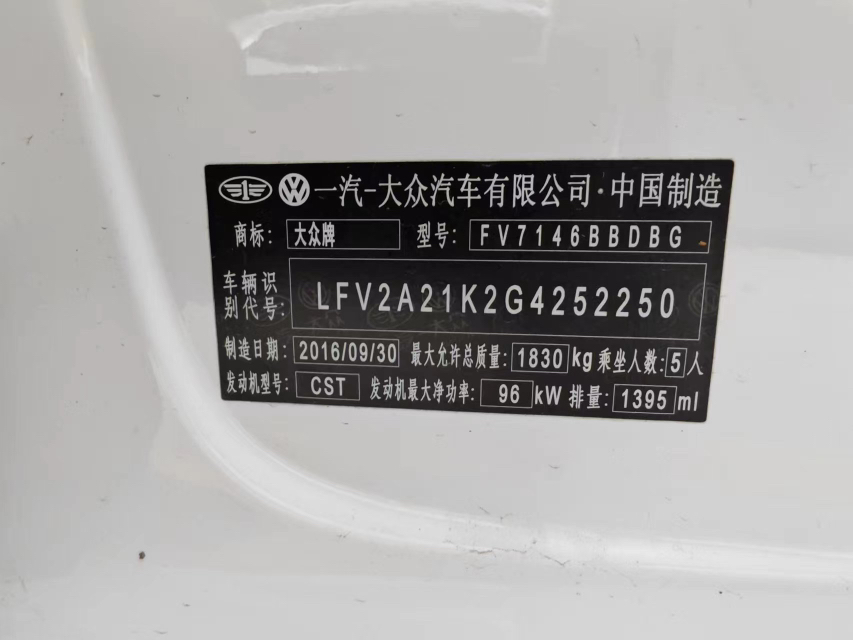 一汽-大众汽车有限公司·中国制造
商标: 大众牌 型号: FV7146BBDBG
车辆识别代号: LFV2A21K2G4252250
制造日期: 2016/09/30 最大允许总质量: 1830 kg 乘坐人数: 5 人
发动机型号: CST 发动机最大净功率: 96 kW 排量: 1395 ml